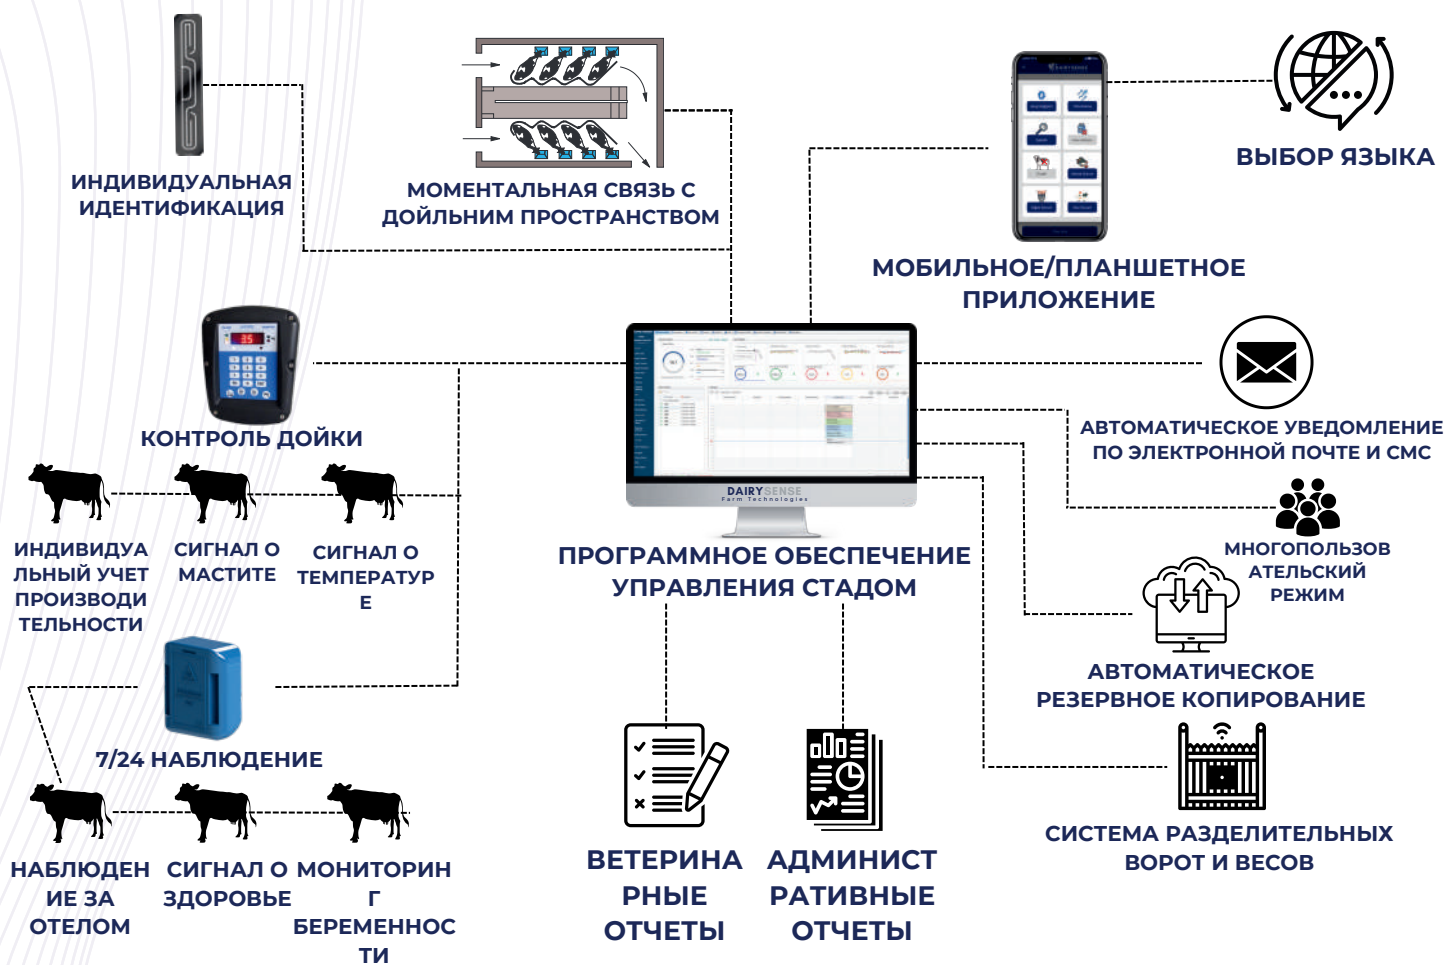 ИНДИВИДУАЛЬНАЯ
ИДЕНТИФИКАЦИЯ
МОМЕНТАЛЬНАЯ СВЯЗЬ С
ДОЙЛЬНИМ ПРОСТРАНСТВОМ
ВЫБОР ЯЗЫКА
МОБИЛЬНОЕ/ПЛАНШЕТНОЕ
ПРИЛОЖЕНИЕ
КОНТРОЛЬ ДОЙКИ
АВТОМАТИЧЕСКОЕ УВЕДОМЛЕНИЕ
ПО ЭЛЕКТРОННОЙ ПОЧТЕ И СМС
DAIRYSENSE
Farm Technologies
ПРОГРАММНОЕ ОБЕСПЕЧЕНИЕ
УПРАВЛЕНИЯ СТАДОМ
ИНДИВИДУА
ЛЬНЫЙ УЧЕТ
ПРОИЗВОДИ
ТЕЛЬНОСТИ
СИГНАЛ О
МАСТИТЕ
СИГНАЛ О
ТЕМПЕРАТУР
Е
МНОГОПОЛЬЗОВ
АТЕЛЬСКИЙ
РЕЖИМ
АВТОМАТИЧЕСКОЕ
РЕЗЕРВНОЕ КОПИРОВАНИЕ
7/24 НАБЛЮДЕНИЕ
СИСТЕМА РАЗДЕЛИТЕЛЬНЫХ
ВОРОТ И ВЕСОВ
НАБЛЮДЕН
ИЕ ЗА
ОТЕЛОМ
СИГНАЛ О
ЗДОРОВЬЕ
МОНИТОРИН
Г
БЕРЕМЕННОС
ТИ
ВЕТЕРИНА
РНЫЕ
ОТЧЕТЫ
АДМИНИСТ
РАТИВНЫЕ
ОТЧЕТЫ